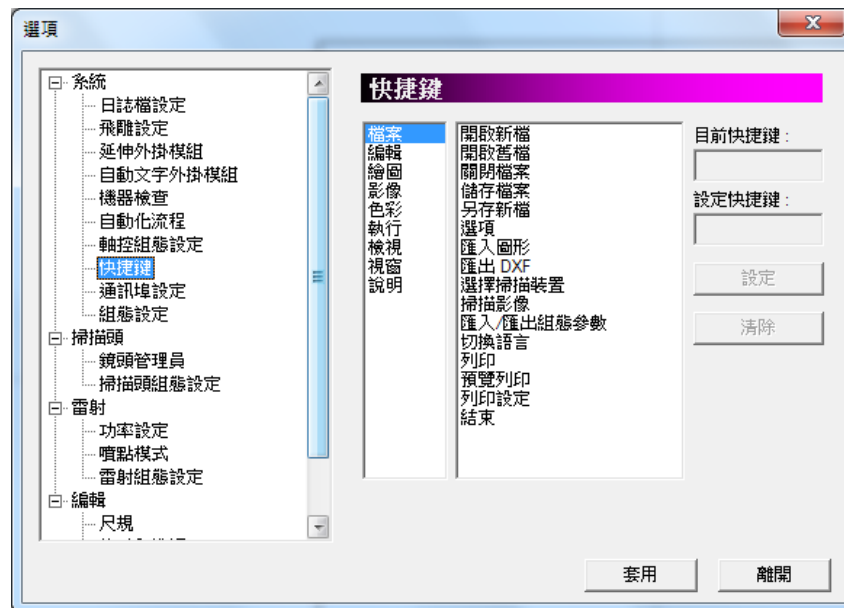 選項
系統
日誌檔設定
飛雕設定
延伸外掛模組
自動文字外掛模組
機器檢查
自動化流程
軸控組態設定
快捷鍵
通訊埠設定
組態設定
掃描頭
鏡頭管理員
掃描頭組態設定
雷射
功率設定
噴點模式
雷射組態設定
編輯
尺規
快捷鍵
檔案
編輯
繪圖
影像
色彩
執行
檢視
視窗
說明
開啟新檔
開啟舊檔
關閉檔案
儲存檔案
另存新檔
選項
匯入圖形
匯出 DXF
選擇掃描裝置
掃描影像
匯入/匯出組態參數
切換語言
列印
預覽列印
列印設定
結束
目前快捷鍵 :
設定快捷鍵 :
設定
清除
套用
離開